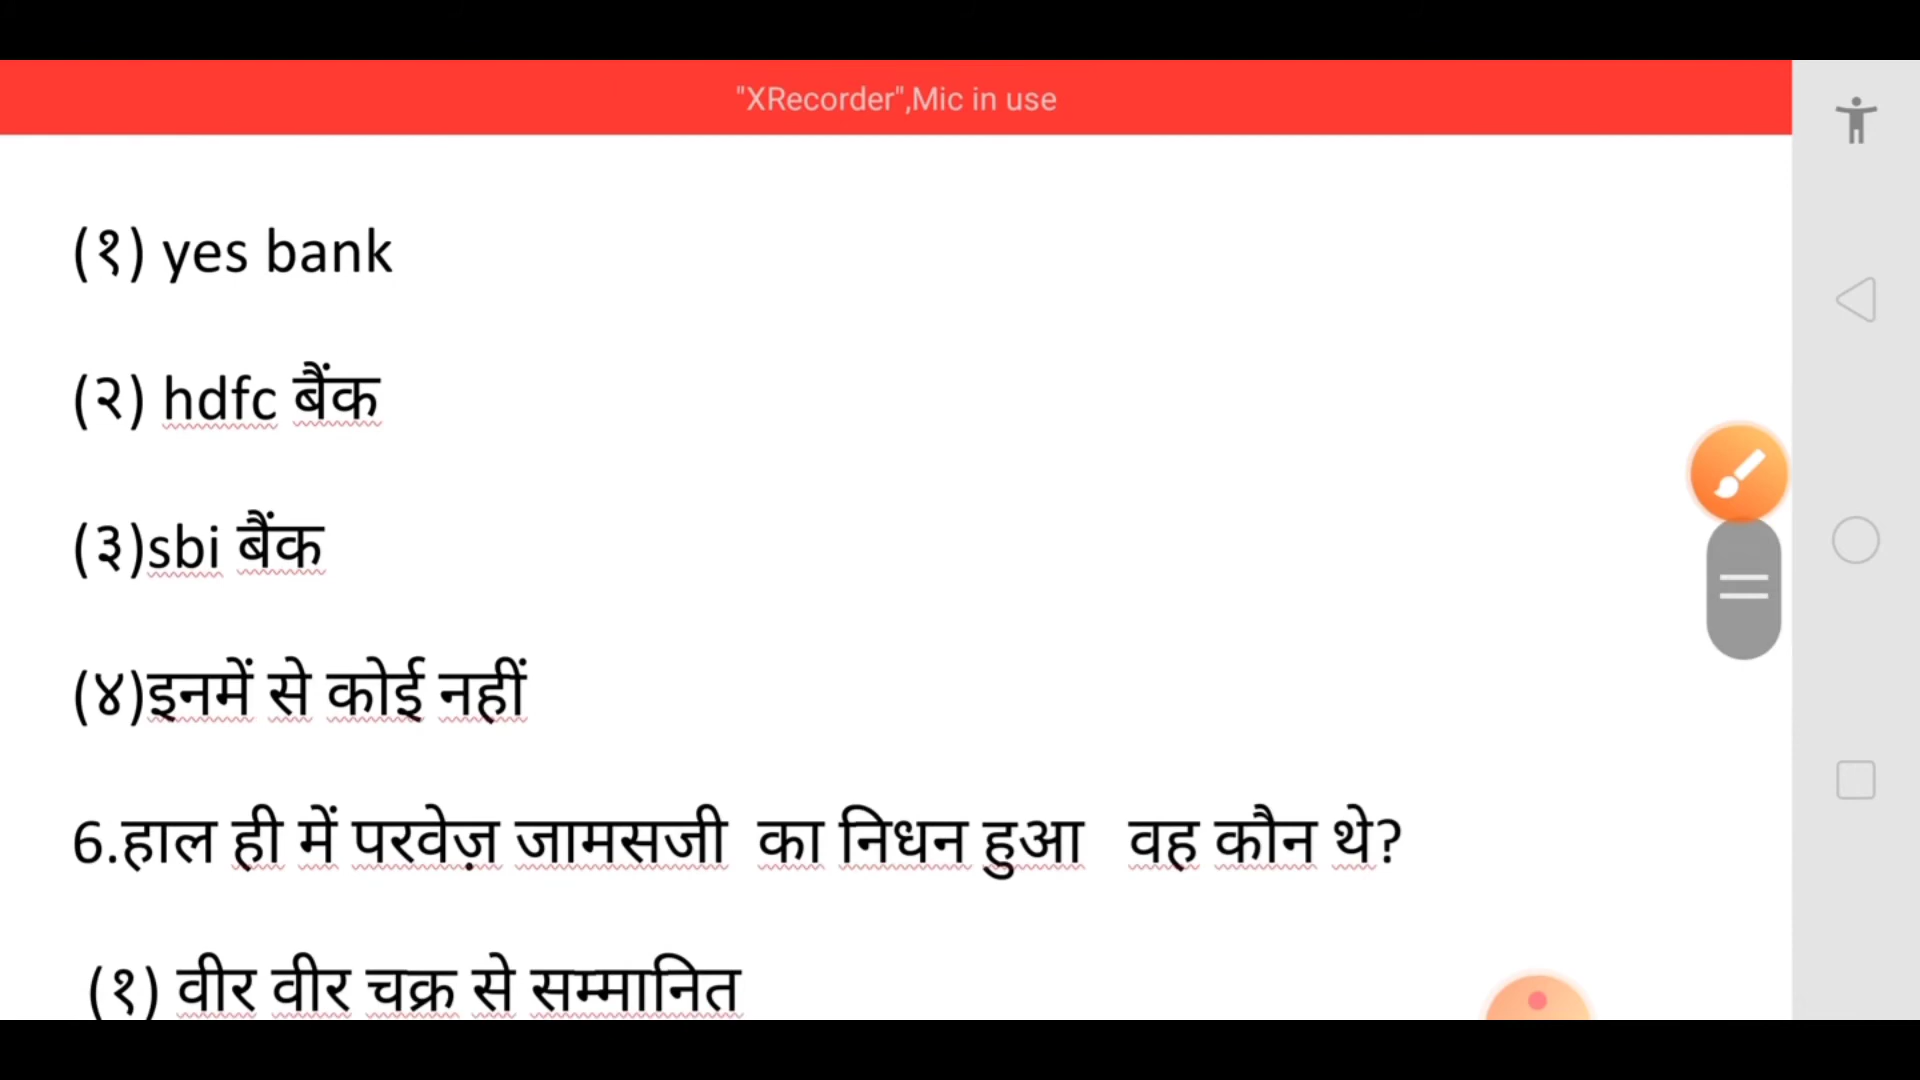 "XRecorder",Mic in use
(१) yes bank
(२) hdfc बैंक
(३)sbi बैंक
(४)इनमें से कोई नहीं
6.हाल ही में परवेज़ जामसजी का निधन हुआ वह कौन थे?
(१) वीर वीर चक्र से सम्मानित